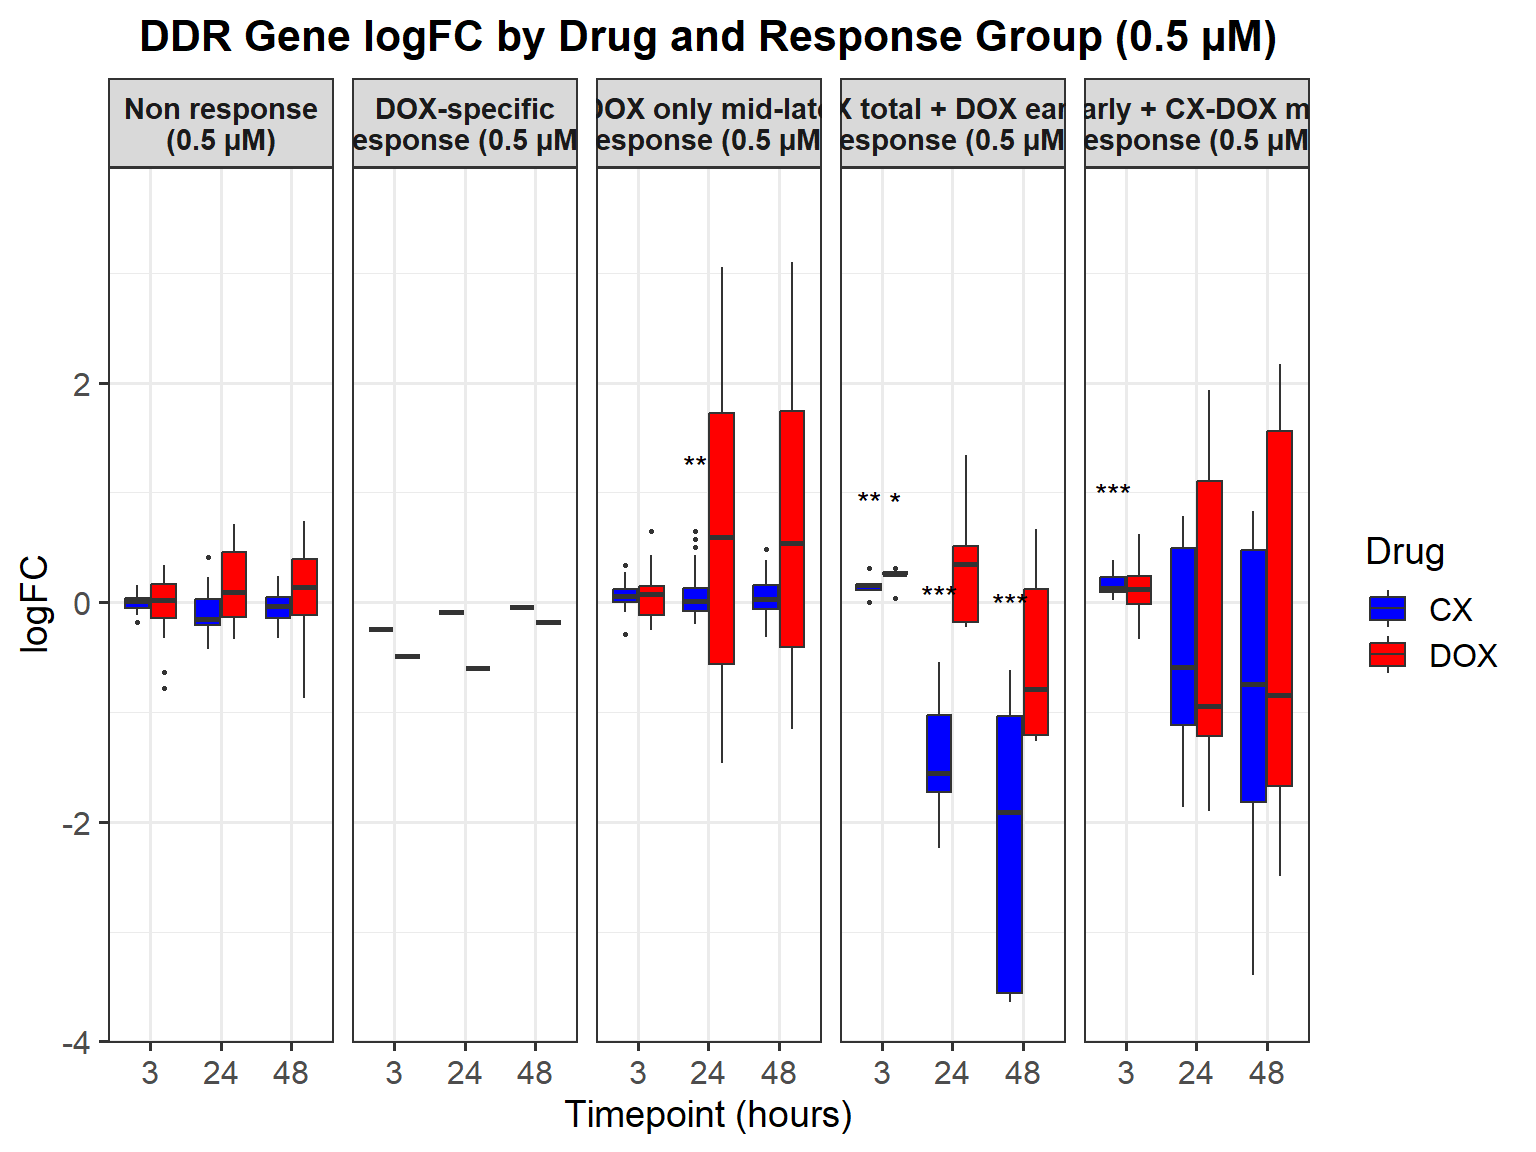 DDR Gene logFC by Drug and Response Group (0.5 µM)
Non response
(0.5 µM)
DOX-specific
esponse (0.5 µM
DOX only mid-late
esponse (0.5 µM
X total + DOX ear
esponse (0.5 µM
arly + CX-DOX m
esponse (0.5 µM
logFC
2
0
-2
-4
**
** *
***
***
***
3 24 48
3 24 48
3 24 48
3 24 48
3 24 48
Timepoint (hours)
Drug
CX
DOX